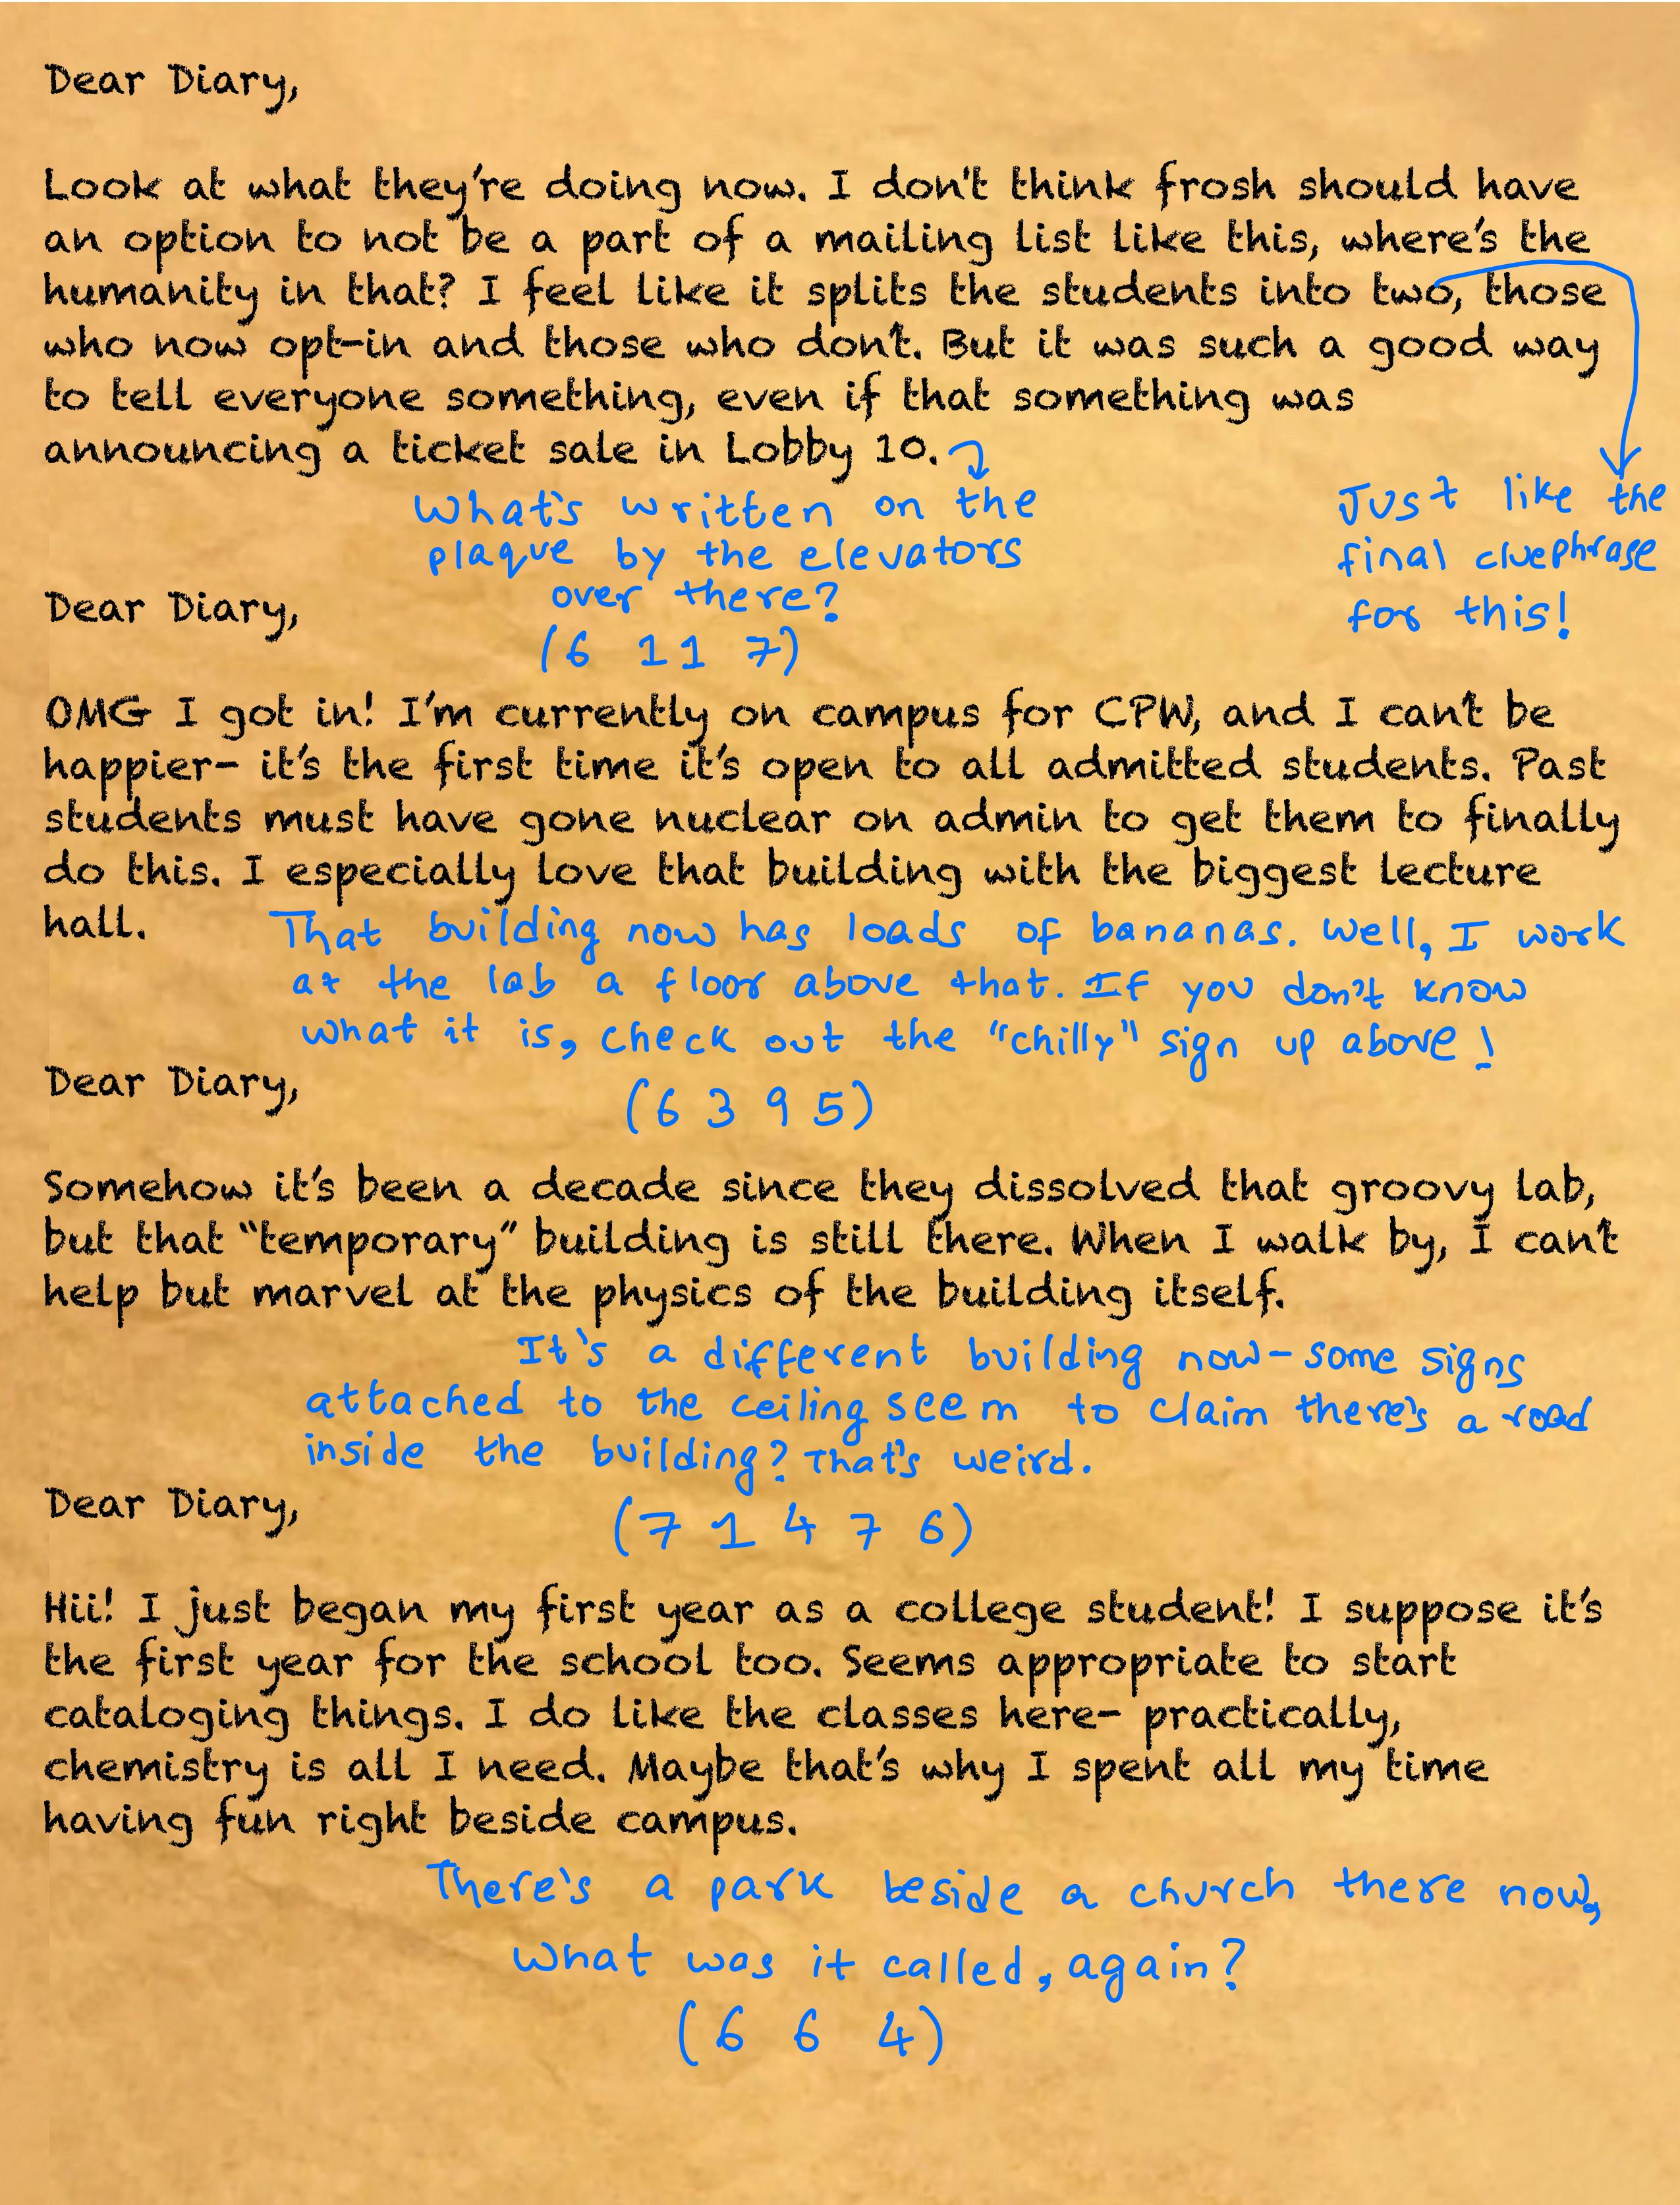 Dear Diary,
Look at what they're doing now. I don't think frosh should have
an option to not be a part of a mailing list like this, where's the
humanity in that? I feel like it splits the students into two, those
who now opt-in and those who don't. But it was such a good way
to tell everyone something, even if that something was
announcing a ticket sale in Lobby 10.
What's written on the
plaque by the elevators
over there?
(6 11 7)
Just like the
final cluephrase
for this!
Dear Diary,
OMG I got in! I'm currently on campus for CPW, and I can't be
happier- it's the first time it's open to all admitted students. Past
students must have gone nuclear on admin to get them to finally
do this. I especially love that building with the biggest lecture
hall.
That building now has loads of bananas. Well, I work
at the lab a floor above that. If you don't know
what it is, check out the "chilly" sign up above!
(6 3 9 5)
Dear Diary,
Somehow it's been a decade since they dissolved that groovy lab,
but that "temporary" building is still there. When I walk by, I can't
help but marvel at the physics of the building itself.
It's a different building now- some signs
attached to the ceiling seem to claim there's a road
inside the building? That's weird.
(7 1 4 7 6)
Dear Diary,
Hii! I just began my first year as a college student! I suppose it's
the first year for the school too. Seems appropriate to start
cataloging things. I do like the classes here- practically,
chemistry is all I need. Maybe that's why I spent all my time
having fun right beside campus.
There's a park beside a church there now,
what was it called, again?
(6 6 4)